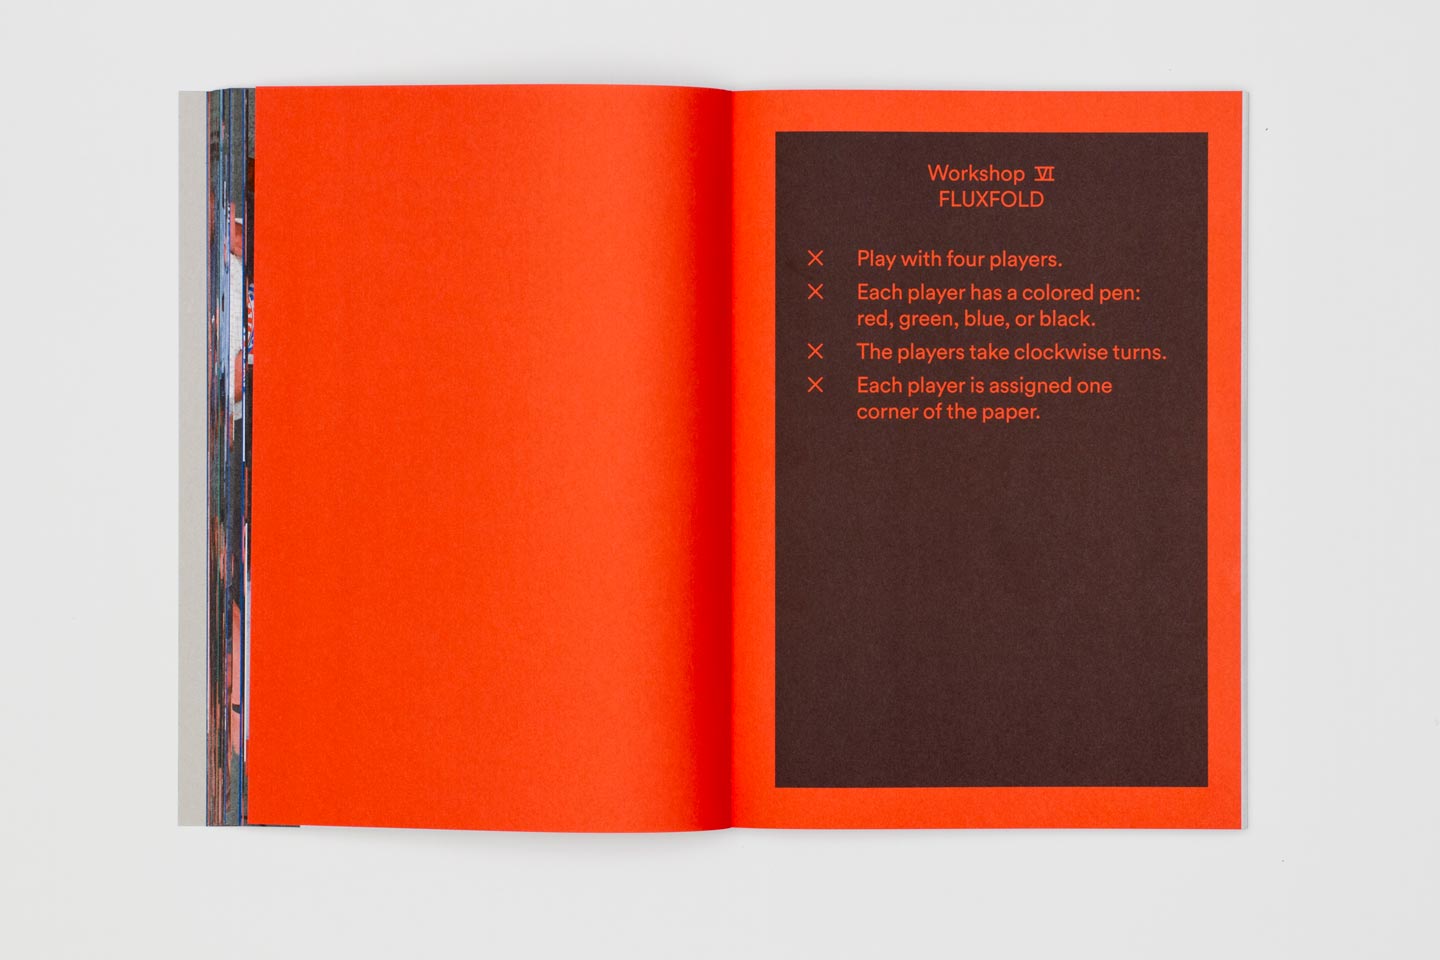 Workshop VI
FLUXFOLD
× Play with four players.
× Each player has a colored pen:
red, green, blue, or black.
× The players take clockwise turns.
× Each player is assigned one
corner of the paper.